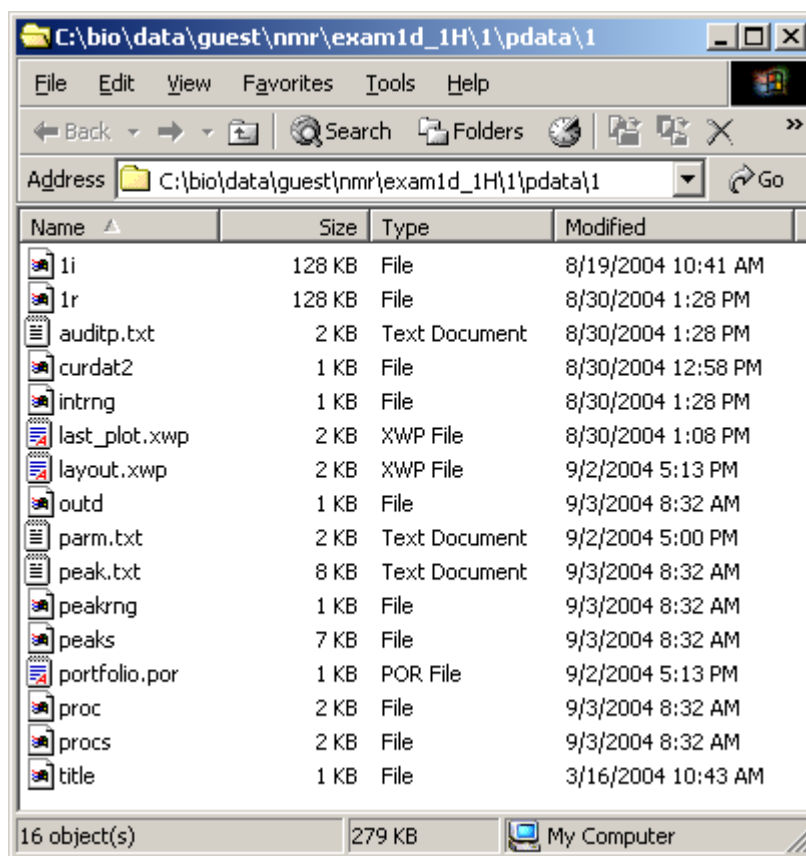 C:\bio\data\guest\nmr\exam1d_1H\1\pdata\1
File Edit View Favorites Tools Help
Back Search Folders »
Address C:\bio\data\guest\nmr\exam1d_1H\1\pdata\1 Go
Name Size Type Modified
1i 128 KB File 8/19/2004 10:41 AM
1r 128 KB File 8/30/2004 1:28 PM
auditp.txt 2 KB Text Document 8/30/2004 1:28 PM
curdat2 1 KB File 8/30/2004 12:58 PM
intrng 1 KB File 8/30/2004 1:28 PM
last_plot.xwp 2 KB XWP File 8/30/2004 1:08 PM
layout.xwp 2 KB XWP File 9/2/2004 5:13 PM
outd 1 KB File 9/3/2004 8:32 AM
parm.txt 2 KB Text Document 9/2/2004 5:00 PM
peak.txt 8 KB Text Document 9/3/2004 8:32 AM
peakrng 1 KB File 9/3/2004 8:32 AM
peaks 7 KB File 9/3/2004 8:32 AM
portfolio.por 1 KB POR File 9/2/2004 5:13 PM
proc 2 KB File 9/3/2004 8:32 AM
procs 2 KB File 9/3/2004 8:32 AM
title 1 KB File 3/16/2004 10:43 AM
16 object(s) 279 KB My Computer